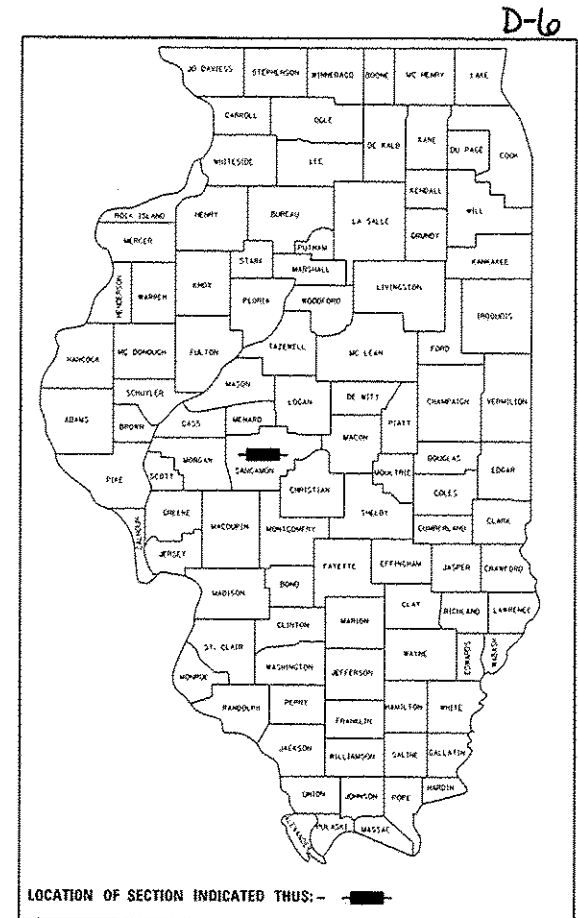 D-6
JO DAVIESS STEPHENSON WINNEBAGO BOONE MC HENRY LAKE
CARROLL OGLE
DE KALB KANE DU PAGE COOK
WHITESIDE LEE
KENDALL
ROCK ISLAND HENRY BUREAU LA SALLE WILL
MERCER PUTNAM GRUNDY
STARK MARSHALL KANKAKEE
HENDERSON WARREN KNOX PEORIA WOODFORD LIVINGSTON
IROQUOIS
HANCOCK MC DONOUGH FULTON TAZEWELL MC LEAN FORD
MASON
SCHUYLER LOGAN DE WITT CHAMPAIGN VERMILION
ADAMS BROWN CASS MENARD MACON PIATT
PIKE SCOTT MORGAN SANGAMON MOULTRIE DOUGLAS EDGAR
CHRISTIAN COLES
GREENE MACOUPIN MONTGOMERY SHELBY
CALHOUN JERSEY CUMBERLAND CLARK
FAYETTE EFFINGHAM JASPER CRAWFORD
MADISON BOND
CLAY RICHLAND LAWRENCE
CLINTON MARION
ST. CLAIR WAYNE EDWARDS WABASH
MONROE WASHINGTON JEFFERSON
RANDOLPH PERRY HAMILTON WHITE
FRANKLIN
JACKSON WILLIAMSON SALINE GALLATIN
UNION JOHNSON POPE HARDIN
ALEXANDER PULASKI MASSAC
LOCATION OF SECTION INDICATED THUS: -